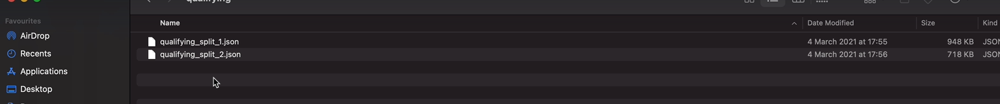 qualifying
Favourites
Name Date Modified Size Kind
AirDrop
qualifying_split_1.json 4 March 2021 at 17:55 948 KB JSON
Recents
qualifying_split_2.json 4 March 2021 at 17:56 718 KB JSON
Applications
Desktop